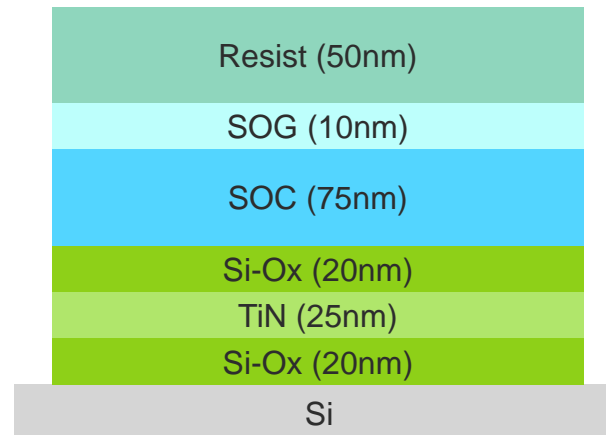 Resist (50nm)
SOG (10nm)
SOC (75nm)
Si-Ox (20nm)
TiN (25nm)
Si-Ox (20nm)
Si